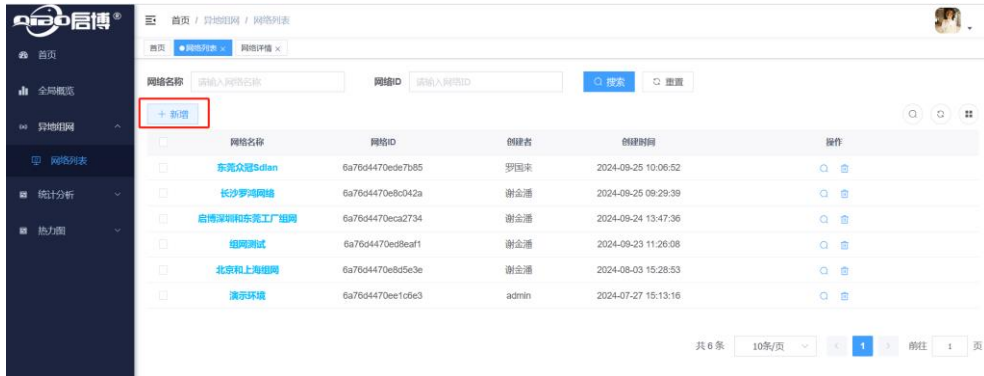 QIBO启博®
首页 / 异地组网 / 网络列表
首页
首页 ●网络列表 × 网络详情 ×
全局概览
网络名称 请输入网络名称 网络ID 请输入网络ID 搜索 重置
异地组网
+ 新增
网络列表
统计分析
热力图
网络名称 网络ID 创建者 创建时间 操作
东莞众冠Sdlan 6a76d4470ede7b85 罗国来 2024-09-25 10:06:52
长沙罗鸿网络 6a76d4470e8c042a 谢金潘 2024-09-25 09:29:39
启博深圳和东莞工厂组网 6a76d4470eca2734 谢金潘 2024-09-24 13:47:36
组网测试 6a76d4470ed8eaf1 谢金潘 2024-09-23 11:26:08
北京和上海组网 6a76d4470e8d5e3e 谢金潘 2024-08-03 15:28:53
演示环境 6a76d4470ee1c6e3 admin 2024-07-27 15:13:16
共 6 条 10条/页 < 1 > 前往 1 页